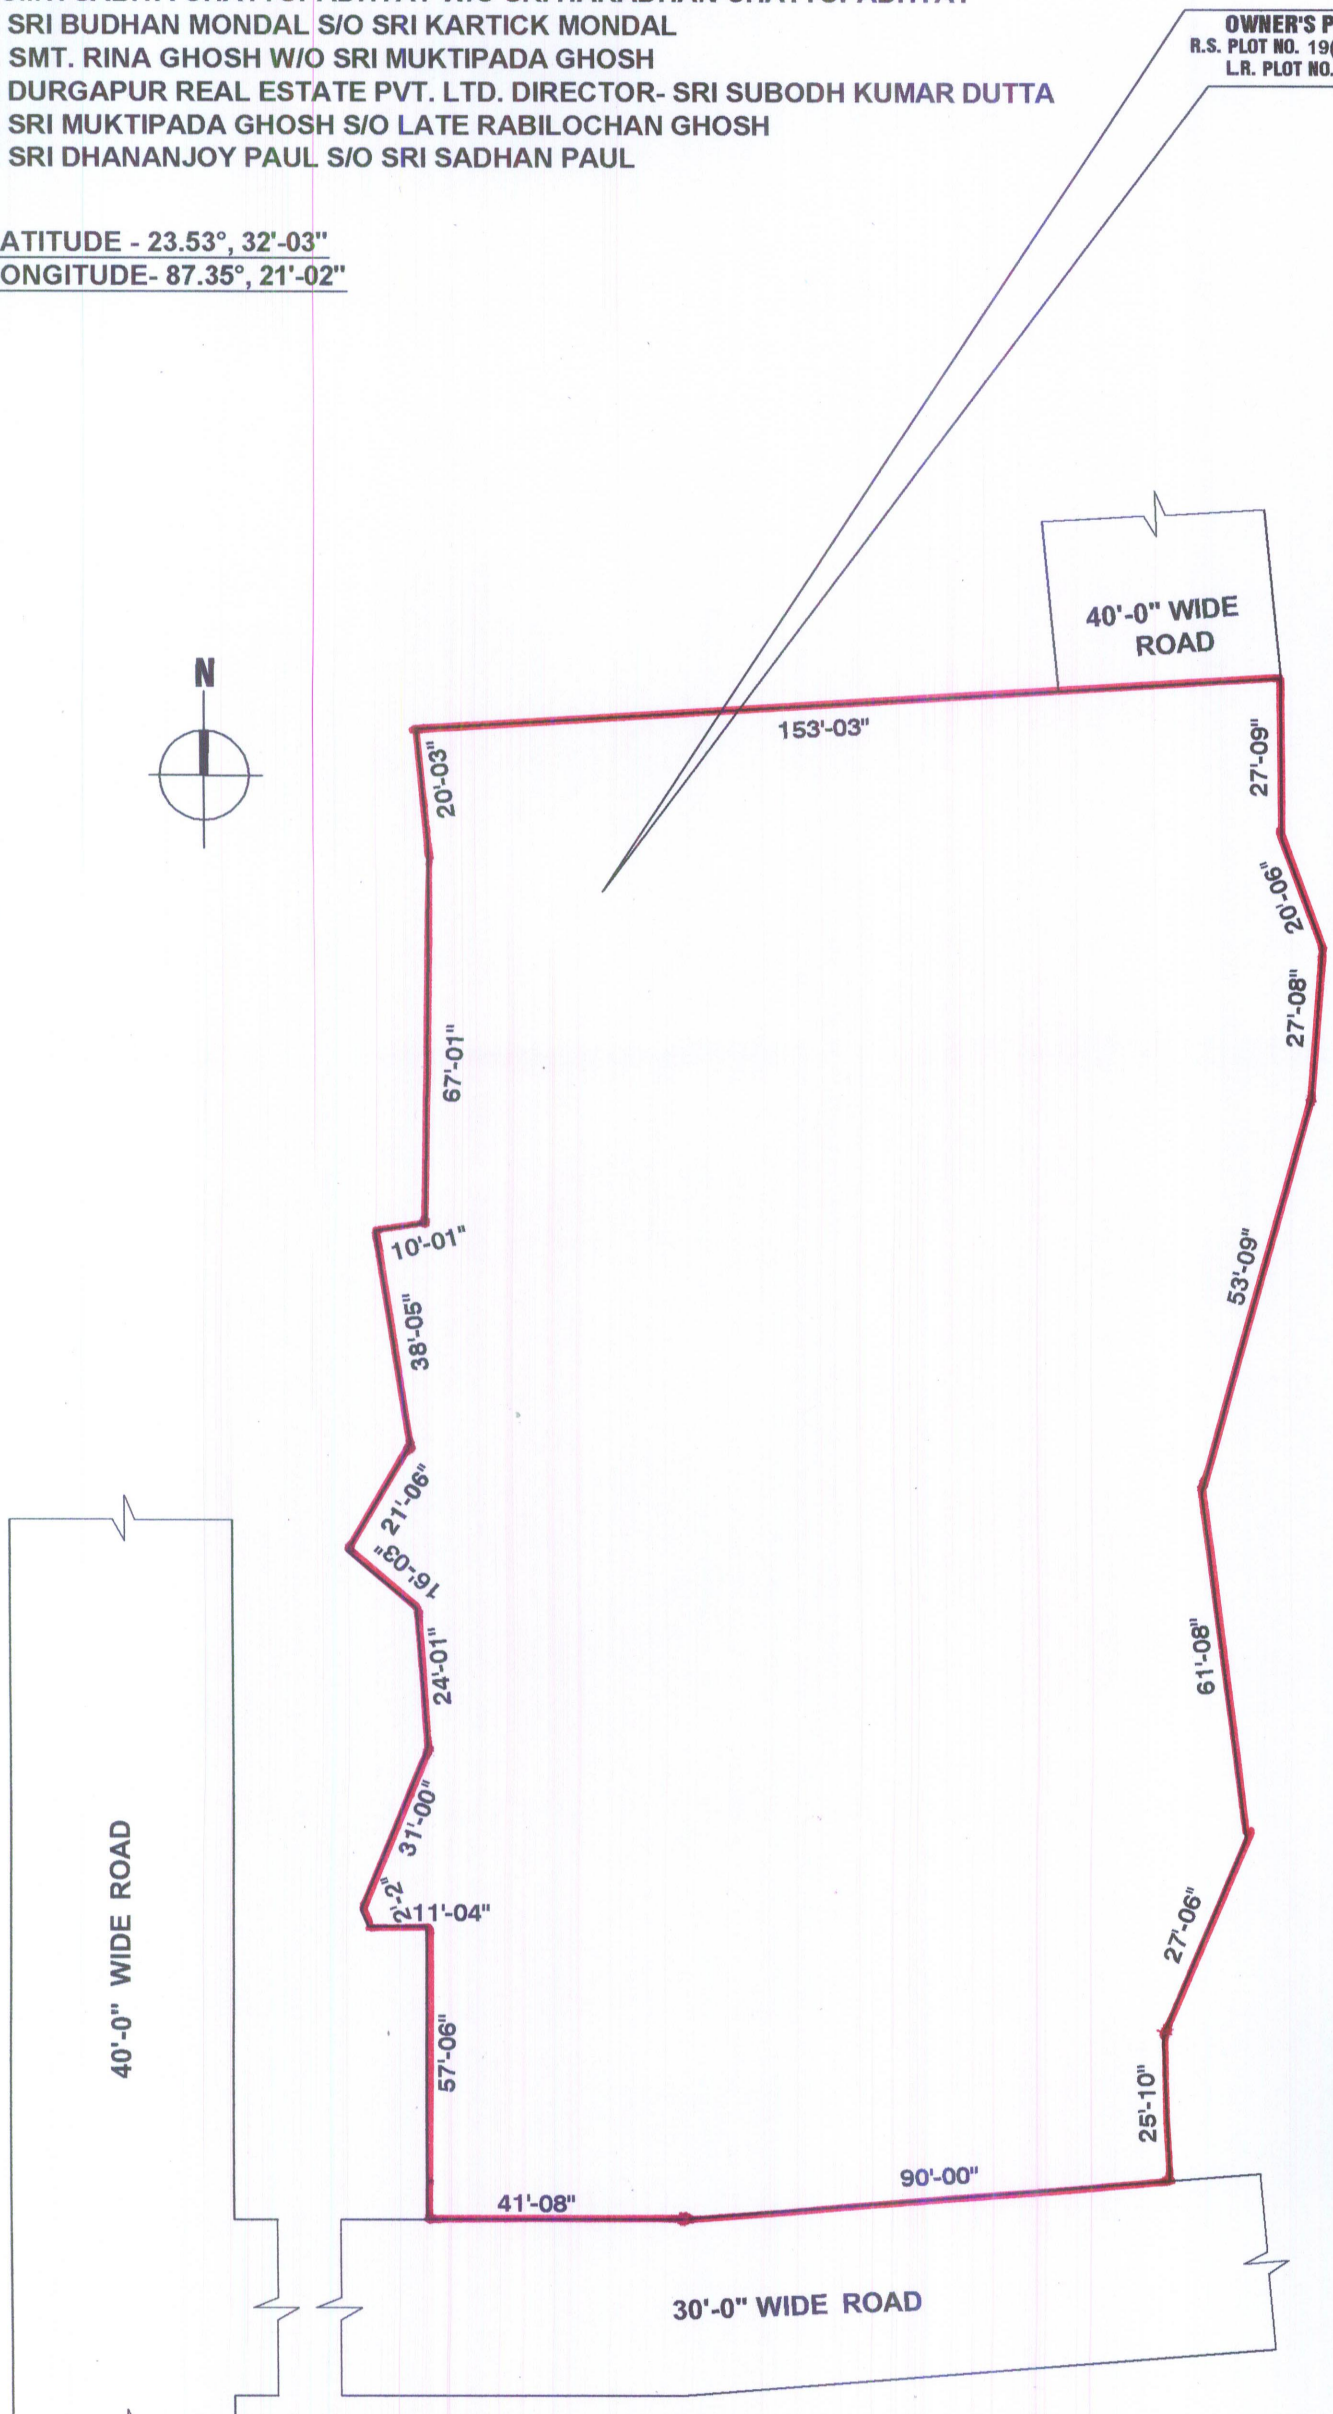 SRI BUDHAN MONDAL S/O SRI KARTICK MONDAL
SMT. RINA GHOSH W/O SRI MUKTIPADA GHOSH
DURGAPUR REAL ESTATE PVT. LTD. DIRECTOR- SRI SUBODH KUMAR DUTTA
SRI MUKTIPADA GHOSH S/O LATE RABILOCHAN GHOSH
SRI DHANANJOY PAUL S/O SRI SADHAN PAUL
OWNER'S P
R.S. PLOT NO. 19
L.R. PLOT NO.
ATITUDE - 23.53°, 32'-03"
ONGITUDE- 87.35°, 21'-02"
40'-0" WIDE
ROAD
N
153'-03"
20'-03"
27'-09"
20'-06"
27'-08"
67'-01"
10'-01"
53'-09"
38'-05"
21'-06"
16'-03"
24'-01"
61'-08"
31'-00"
2'-2"
11'-04"
40'-0" WIDE ROAD
27'-06"
57'-06"
25'-10"
90'-00"
41'-08"
30'-0" WIDE ROAD